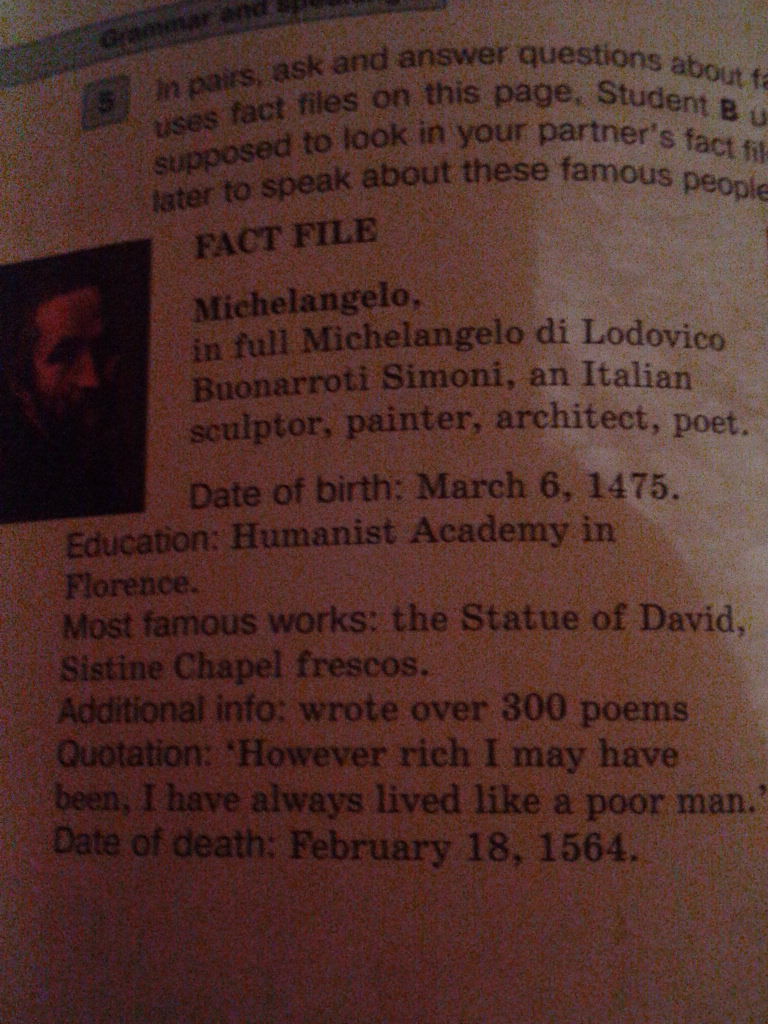 Grammar and
5
In pairs, ask and answer questions about
uses fact files on this page, Student B
supposed to look in your partner's fact
later to speak about these famous people
FACT FILE
Michelangelo,
in full Michelangelo di Lodovico
Buonarroti Simoni, an Italian
sculptor, painter, architect, poet.
Date of birth: March 6, 1475.
Education: Humanist Academy in
Florence.
Most famous works: the Statue of David,
Sistine Chapel frescos.
Additional info: wrote over 300 poems
Quotation: 'However rich I may have
been, I have always lived like a poor man.'
Date of death: February 18, 1564.